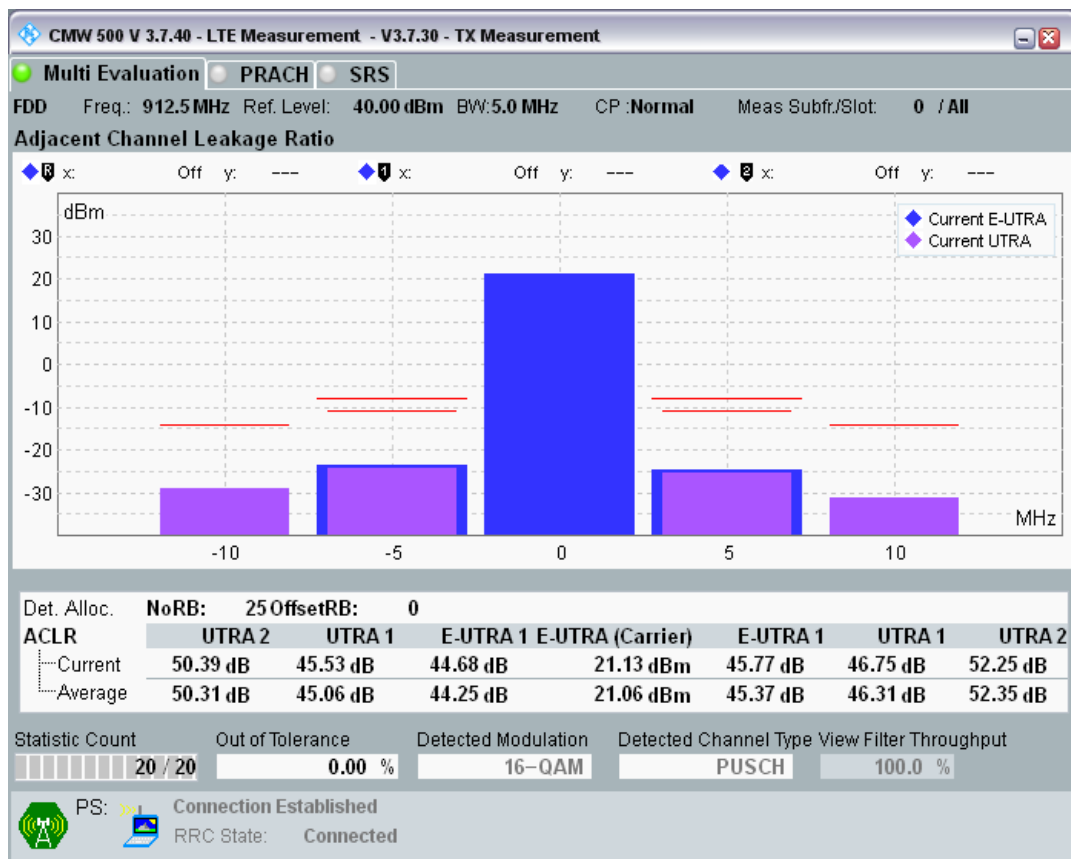 CMW 500 V 3.7.40 - LTE Measurement - V3.7.30 - TX Measurement
Multi Evaluation PRACH SRS
FDD Freq.: 912.5 MHz Ref. Level: 40.00 dBm BW:5.0 MHz CP :Normal Meas Subfr./Slot: 0 / All
Adjacent Channel Leakage Ratio
R x: Off y: --- 1 x: Off y: --- 2 x: Off y: ---
dBm
Current E-UTRA
Current UTRA
30
20
10
0
-10
-20
-30
MHz
-10 -5 0 5 10
Det. Alloc. NoRB: 25 OffsetRB: 0
ACLR UTRA 2 UTRA 1 E-UTRA 1 E-UTRA (Carrier) E-UTRA 1 UTRA 1 UTRA 2
Current 50.39 dB 45.53 dB 44.68 dB 21.13 dBm 45.77 dB 46.75 dB 52.25 dB
Average 50.31 dB 45.06 dB 44.25 dB 21.06 dBm 45.37 dB 46.31 dB 52.35 dB
Statistic Count Out of Tolerance Detected Modulation Detected Channel Type View Filter Throughput
20 / 20 0.00 % 16-QAM PUSCH 100.0 %
PS: Connection Established
RRC State: Connected